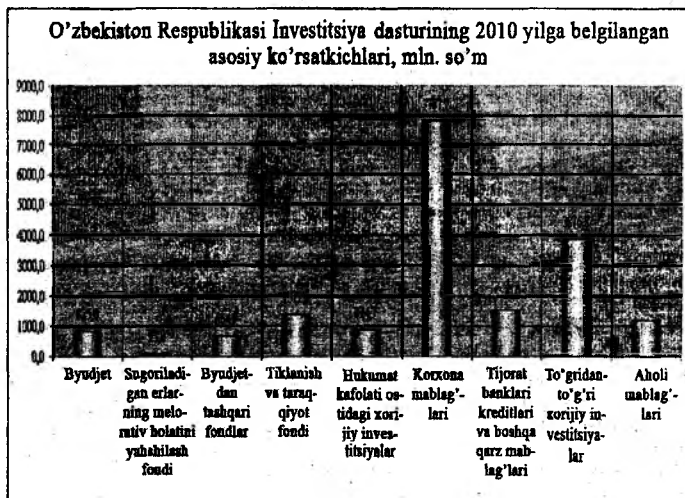 O'zbekiston Respublikasi Investitsiya dasturining 2010 yilga belgilangan
asosiy ko'rsatkichlari, mln. so'm
9000,0
8000,0
7000,0
6000,0
5000,0
4000,0
3000,0
2000,0
1000,0
0,0
Byudjet
Sugoriladi-
gan erlar-
ning melo-
rativ holatini
yahshilash
fondi
Byudjet-
dan
tashqari
fondlar
Tiklanish
va taraq-
qiyot
fondi
Hukumat
kafolati os-
tidagi xori-
jiy inves-
titsiyalar
Korxona
mablag'-
lari
Tijorat
banklari
kreditlari
va boshqa
qarz mab-
lag'lari
To'gridan-
to'g'ri
xorijiy in-
vestitsiya-
lar
Aholi
mablag'-
lari